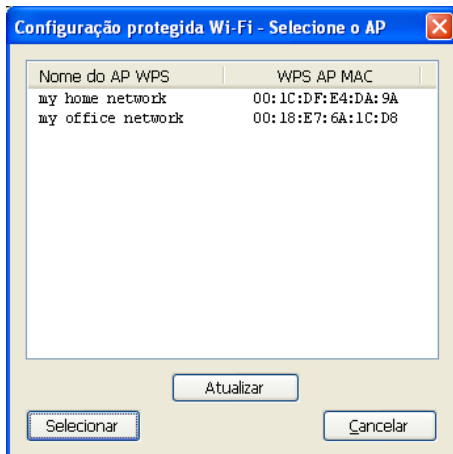 Configuração protegida Wi-Fi - Selecione o AP
Nome do AP WPS WPS AP MAC
my home network 00:1C:DF:E4:DA:9A
my office network 00:18:E7:6A:1C:D8
Atualizar
Selecionar Cancelar